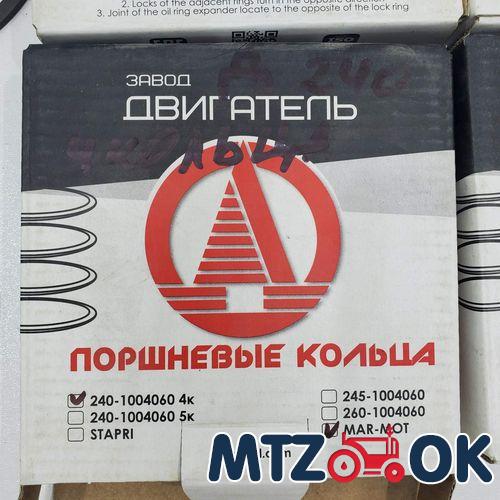 2. Locks of the adjacent rings turn in the opposite direction
3. Joint of the oil ring expander locate to the opposite of the lock ring
ЗАВОД
ДВИГАТЕЛЬ
ПОРШНЕВЫЕ КОЛЬЦА
240-1004060 4к
240-1004060 5к
STAPRI
245-1004060
260-1004060
MAR-MOT
MTZ OK